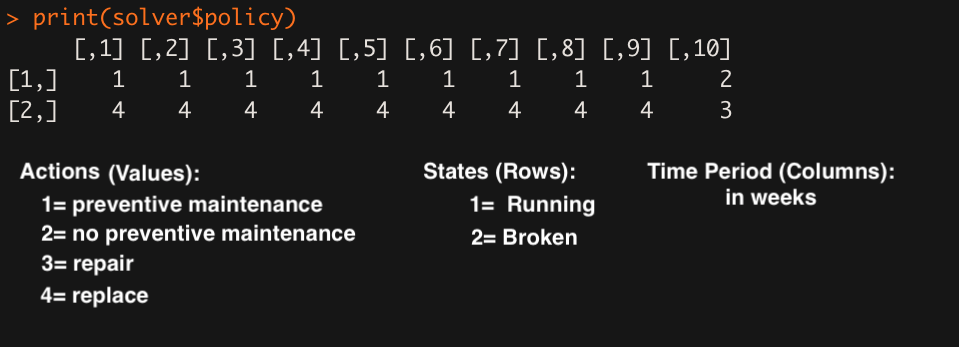 > print(solver$policy)
[,1] [,2] [,3] [,4] [,5] [,6] [,7] [,8] [,9] [,10]
[1,] 1 1 1 1 1 1 1 1 1 2
[2,] 4 4 4 4 4 4 4 4 4 3
Actions (Values):
1= preventive maintenance
2= no preventive maintenance
3= repair
4= replace
States (Rows):
1= Running
2= Broken
Time Period (Columns):
in weeks